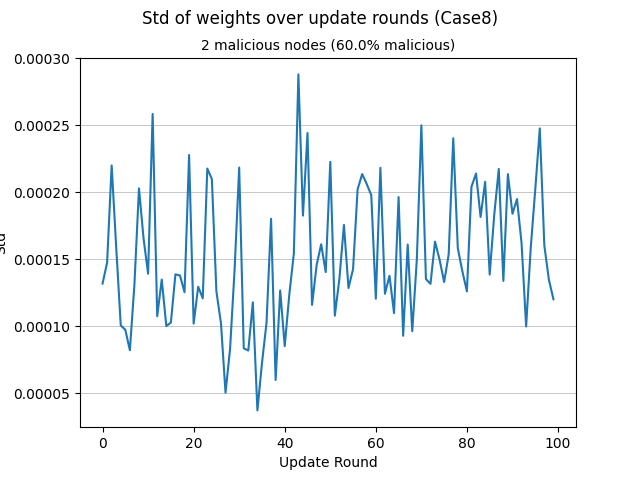 Std of weights over update rounds (Case8)
2 malicious nodes (60.0% malicious)
0.00030
0.00025
0.00020
0.00015
0.00010
0.00005
Std
0 20 40 60 80 100
Update Round